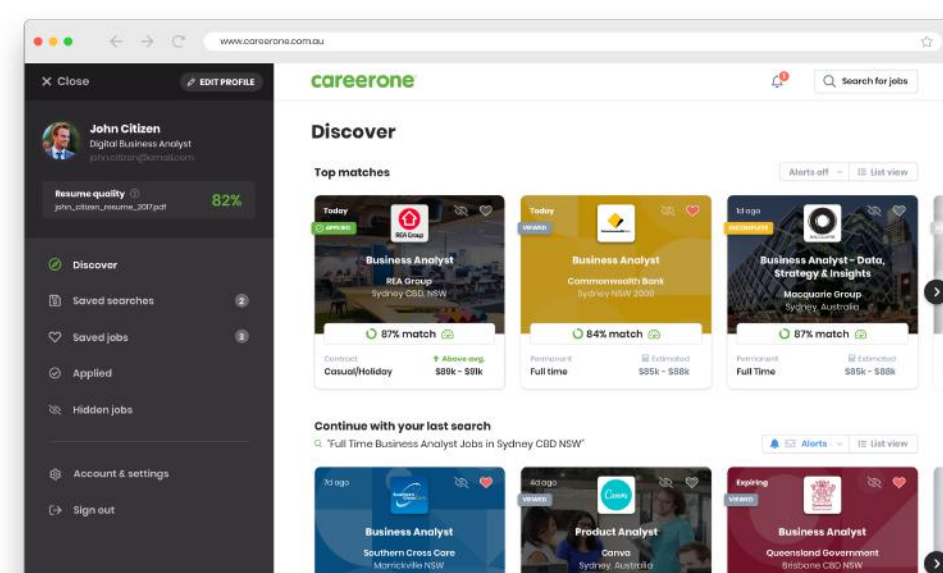 www.careerone.com.au
Close
EDIT PROFILE
careerone
Search for jobs
John Citizen
Digital Business Analyst
john.citizen@email.com
Resume quality
john_citizen_resume_2017.pdf
82%
Discover
Saved searches 2
Saved jobs 3
Applied
Hidden jobs
Account & settings
Sign out
Discover
Top matches
Alerts off
List view
Today
APPLIED
REA Group
Business Analyst
REA Group
Sydney CBD, NSW
87% match
Contract
Casual/Holiday
Above avg.
$89k - $91k
Today
VIEWED
Business Analyst
Commonwealth Bank
Sydney NSW 2000
84% match
Permanent
Full time
Estimated
$85k - $88k
1d ago
INCOMPLETE
MACQUARIE
Business Analyst - Data,
Strategy & Insights
Macquarie Group
Sydney, Australia
87% match
Permanent
Full Time
Estimated
$85k - $88k
Continue with your last search
"Full Time Business Analyst Jobs in Sydney CBD NSW"
Alerts
List view
7d ago
Business Analyst
Southern Cross Care
Marrickville NSW
4d ago
VIEWED
Canva
Product Analyst
Canva
Sydney, Australia
Expiring
VIEWED
Business Analyst
Queensland Government
Brisbane CBD NSW